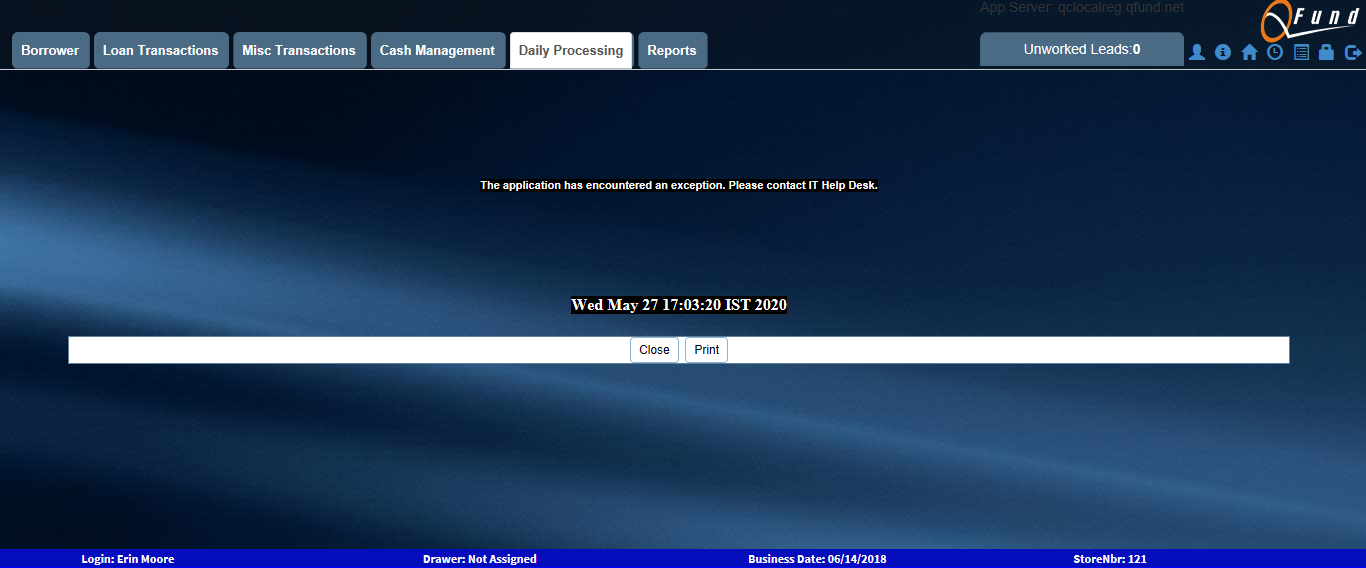 App Server: qclocalreg.qfund.net
QFund
Borrower Loan Transactions Misc Transactions Cash Management Daily Processing Reports Unworked Leads:0
The application has encountered an exception. Please contact IT Help Desk.
Wed May 27 17:03:20 IST 2020
Close Print
Login: Erin Moore Drawer: Not Assigned Business Date: 06/14/2018 StoreNbr: 121